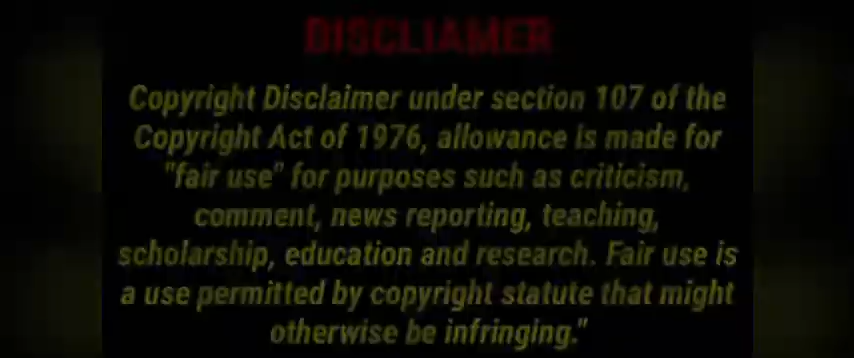 DISCLIAMER
Copyright Disclaimer under section 107 of the
Copyright Act of 1976, allowance is made for
"fair use" for purposes such as criticism,
comment, news reporting, teaching,
scholarship, education and research. Fair use is
a use permitted by copyright statute that might
otherwise be infringing."